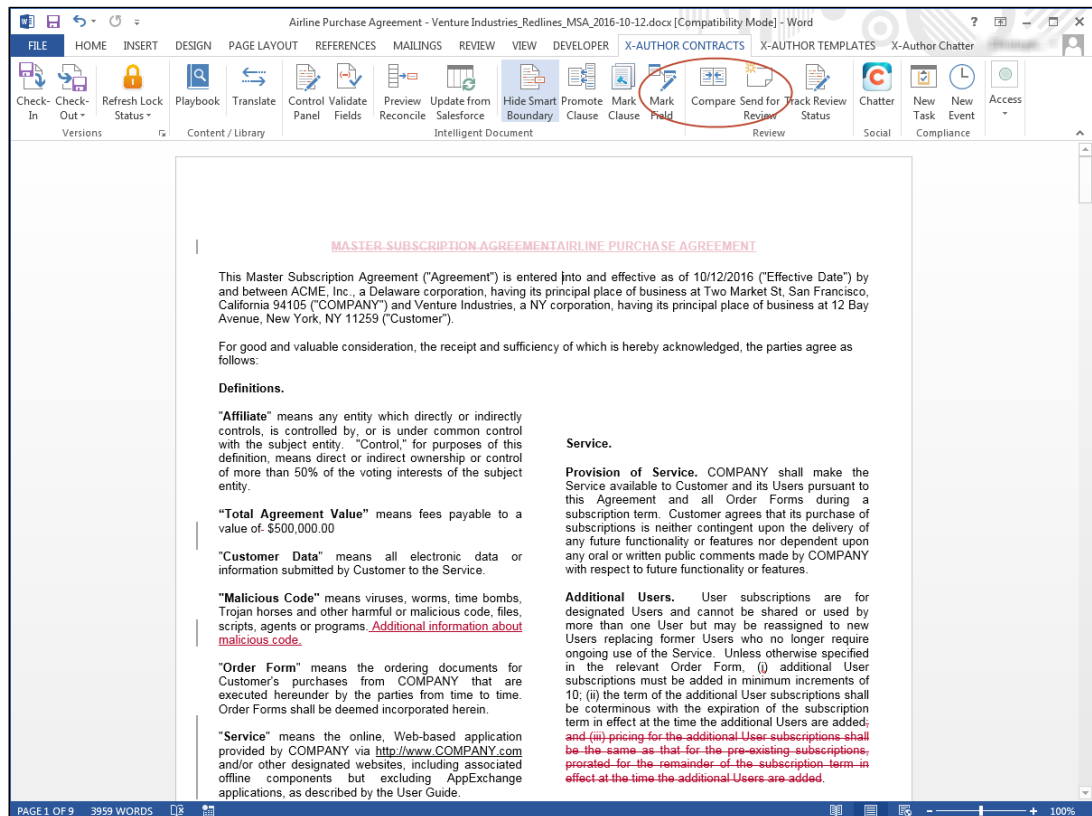 Airline Purchase Agreement - Venture Industries_Redlines_MSA_2016-10-12.docx [Compatibility Mode] - Word
FILE HOME INSERT DESIGN PAGE LAYOUT REFERENCES MAILINGS REVIEW VIEW DEVELOPER X-AUTHOR CONTRACTS X-AUTHOR TEMPLATES X-Author Chatter
Check- Check- Refresh Lock Playbook Translate Control Validate Preview Update from Hide Smart Promote Mark Mark Compare Send for Track Review Chatter New New Access
In Out Status Panel Fields Reconcile Salesforce Boundary Clause Clause Field Review Status Task Event
Versions Content / Library Intelligent Document Review Social Compliance
MASTER SUBSCRIPTION AGREEMENTAIRLINE PURCHASE AGREEMENT
This Master Subscription Agreement ("Agreement") is entered into and effective as of 10/12/2016 ("Effective Date") by
and between ACME, Inc., a Delaware corporation, having its principal place of business at Two Market St, San Francisco,
California 94105 ("COMPANY") and Venture Industries, a NY corporation, having its principal place of business at 12 Bay
Avenue, New York, NY 11259 ("Customer").
For good and valuable consideration, the receipt and sufficiency of which is hereby acknowledged, the parties agree as
follows:
Definitions.
"Affiliate" means any entity which directly or indirectly
controls, is controlled by, or is under common control
with the subject entity. "Control," for purposes of this
definition, means direct or indirect ownership or control
of more than 50% of the voting interests of the subject
entity.
“Total Agreement Value” means fees payable to a
value of- $500,000.00
"Customer Data" means all electronic data or
information submitted by Customer to the Service.
"Malicious Code" means viruses, worms, time bombs,
Trojan horses and other harmful or malicious code, files,
scripts, agents or programs. Additional information about
malicious code.
"Order Form" means the ordering documents for
Customer's purchases from COMPANY that are
executed hereunder by the parties from time to time.
Order Forms shall be deemed incorporated herein.
"Service" means the online, Web-based application
provided by COMPANY via http://www.COMPANY.com
and/or other designated websites, including associated
offline components but excluding AppExchange
applications, as described by the User Guide.
Service.
Provision of Service. COMPANY shall make the
Service available to Customer and its Users pursuant to
this Agreement and all Order Forms during a
subscription term. Customer agrees that its purchase of
subscriptions is neither contingent upon the delivery of
any future functionality or features nor dependent upon
any oral or written public comments made by COMPANY
with respect to future functionality or features.
Additional Users. User subscriptions are for
designated Users and cannot be shared or used by
more than one User but may be reassigned to new
Users replacing former Users who no longer require
ongoing use of the Service. Unless otherwise specified
in the relevant Order Form, (i) additional User
subscriptions must be added in minimum increments of
10; (ii) the term of the additional User subscriptions shall
be coterminous with the expiration of the subscription
term in effect at the time the additional Users are added;
and (iii) pricing for the additional User subscriptions shall
be the same as that for the pre-existing subscriptions,
prorated for the remainder of the subscription term in
effect at the time the additional Users are added.
PAGE 1 OF 9 3959 WORDS 100%